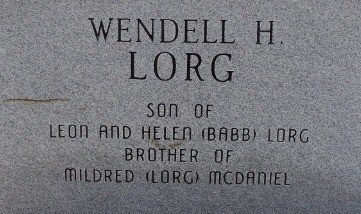 WENDELL H
LORG
SON OF
LEON AND HELEN (BABB) LORG
BROTHER OF
MILDRED (LORG) MCDANIEL